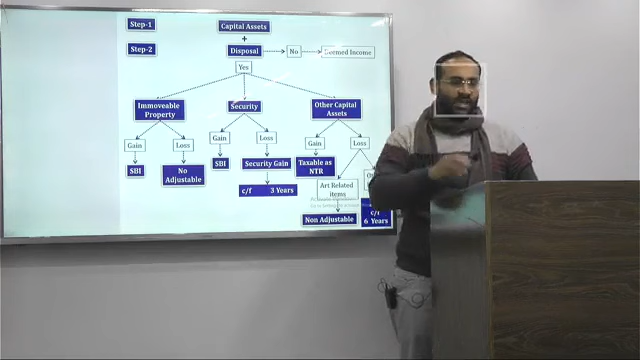 Step-1
Capital Assets
+
Step-2
Disposal
No
Deemed Income
Yes
Immoveable
Property
Security
Other Capital
Assets
Gain
Loss
Gain
Loss
Gain
Loss
SBI
No
Adjustable
SBI
Security Gain
Taxable as
NTR
c/f 3 Years
Art Related
items
Non Adjustable
c/f
6 Years